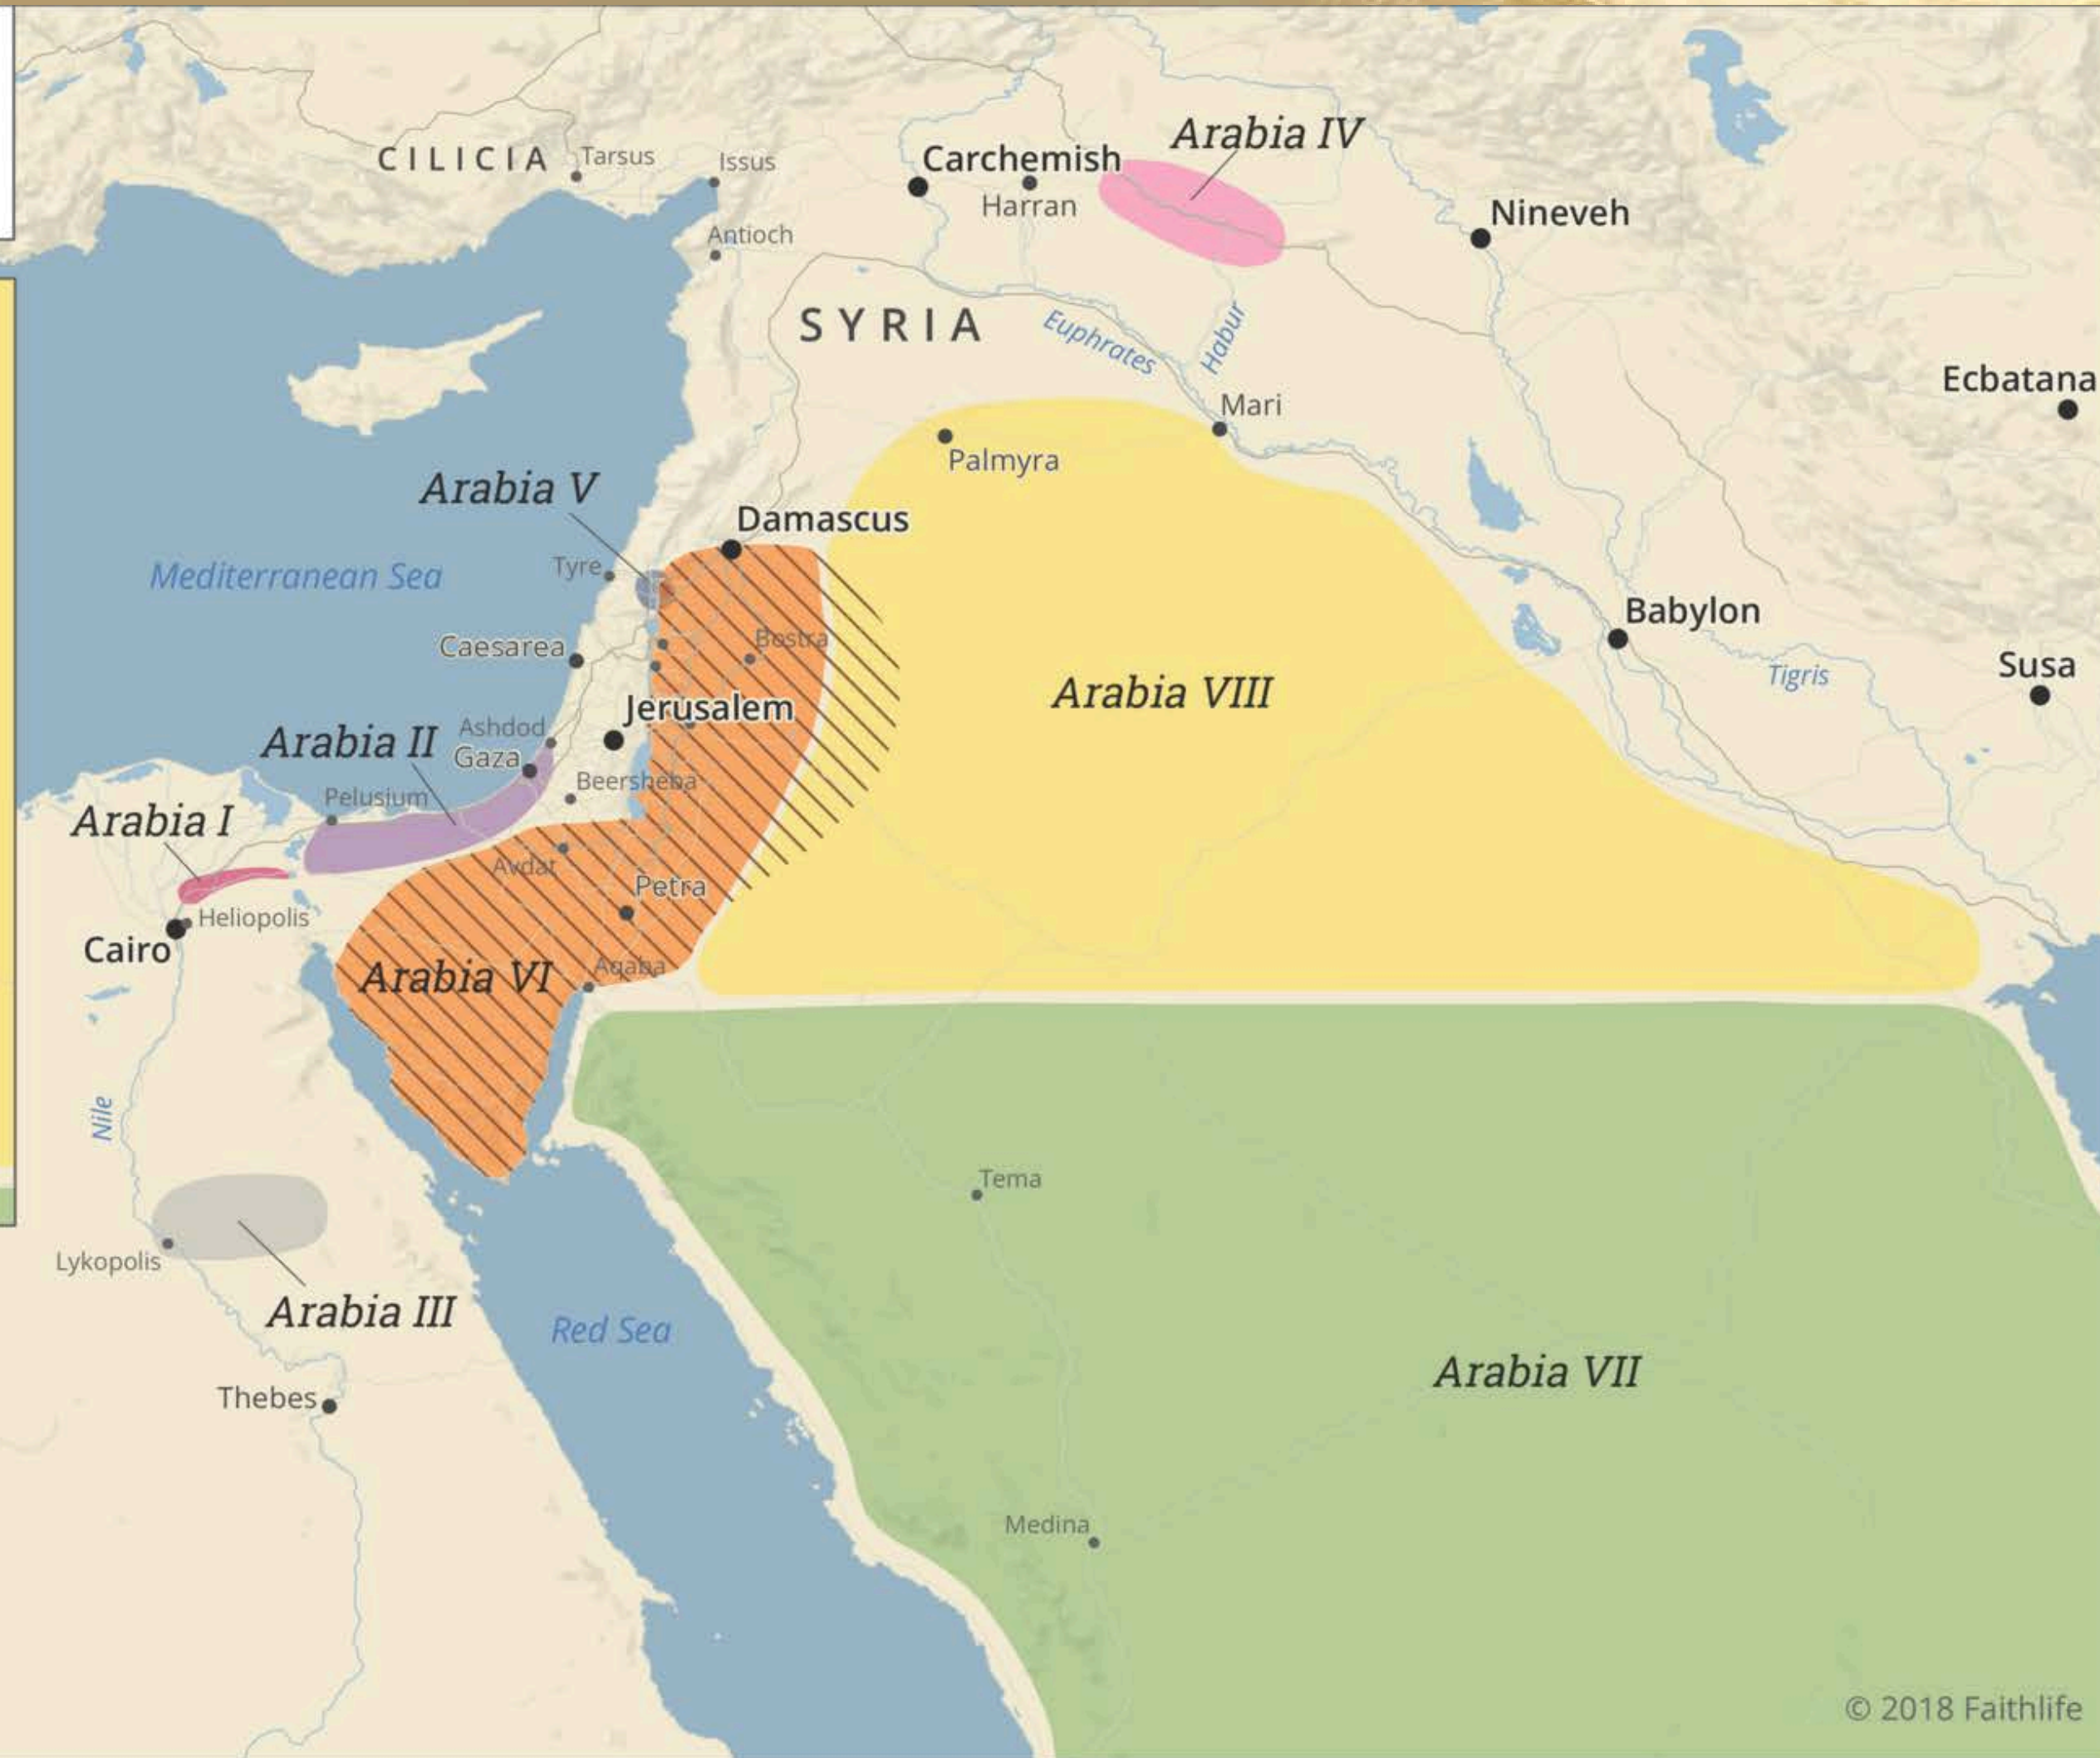 Arabia IV
CILICIA
Tarsus
Issus
Carchemish
Harran
Nineveh
Antioch
SYRIA
Euphrates
Habur
Ecbatana
Mari
Palmyra
Arabia V
Damascus
Mediterranean Sea
Tyre
Babylon
Caesarea
Bostra
Susa
Tigris
Arabia VIII
Jerusalem
Ashdod
Arabia II
Gaza
Beersheba
Pelusium
Arabia I
Avdat
Petra
Heliopolis
Cairo
Aqaba
Arabia VI
Nile
Tema
Lykopolis
Arabia III
Red Sea
Arabia VII
Thebes
Medina
© 2018 Faithlife